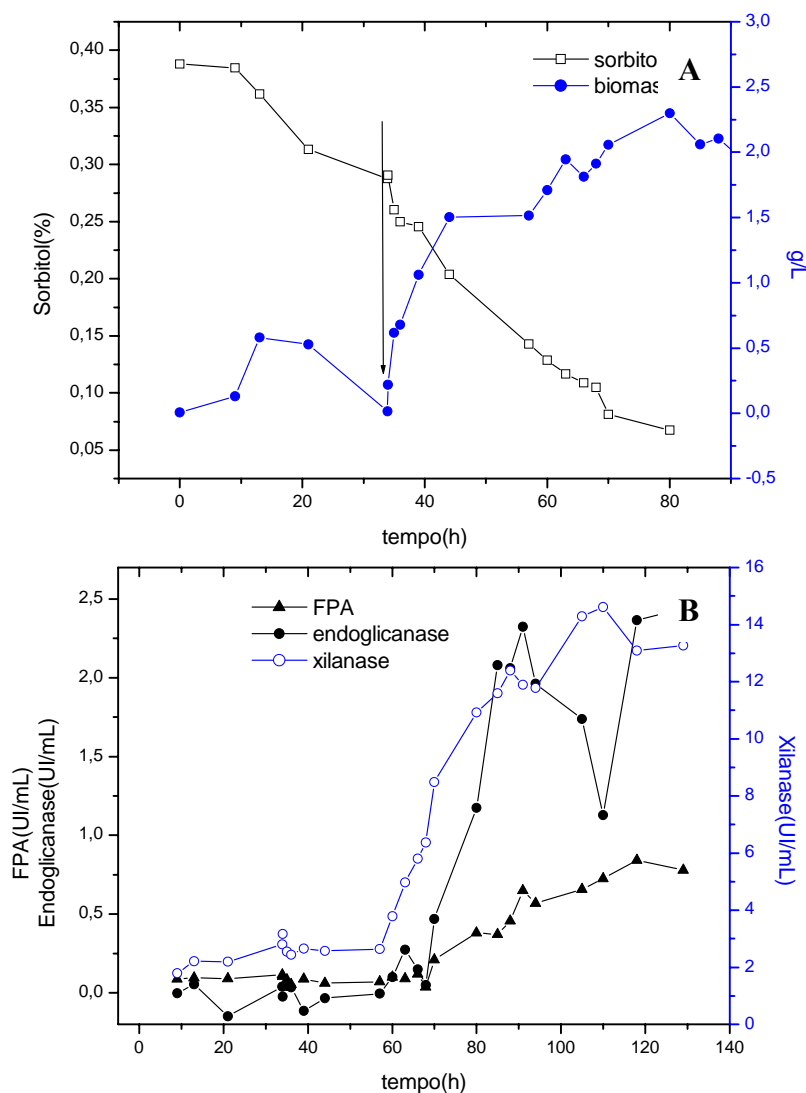 sorbito
biomas
A
0,40
0,35
0,30
0,25
0,20
0,15
0,10
0,05
Sorbitol(%)
3,0
2,5
2,0
1,5
1,0
0,5
0,0
-0,5
g/L
0 20 40 60 80
tempo(h)
B
FPA
endoglicanase
xilanase
2,5
2,0
1,5
1,0
0,5
0,0
FPA(UI/mL)
Endoglicanase(UI/mL)
16
14
12
10
8
6
4
2
0
Xilanase(UI/mL)
0 20 40 60 80 100 120 140
tempo(h)